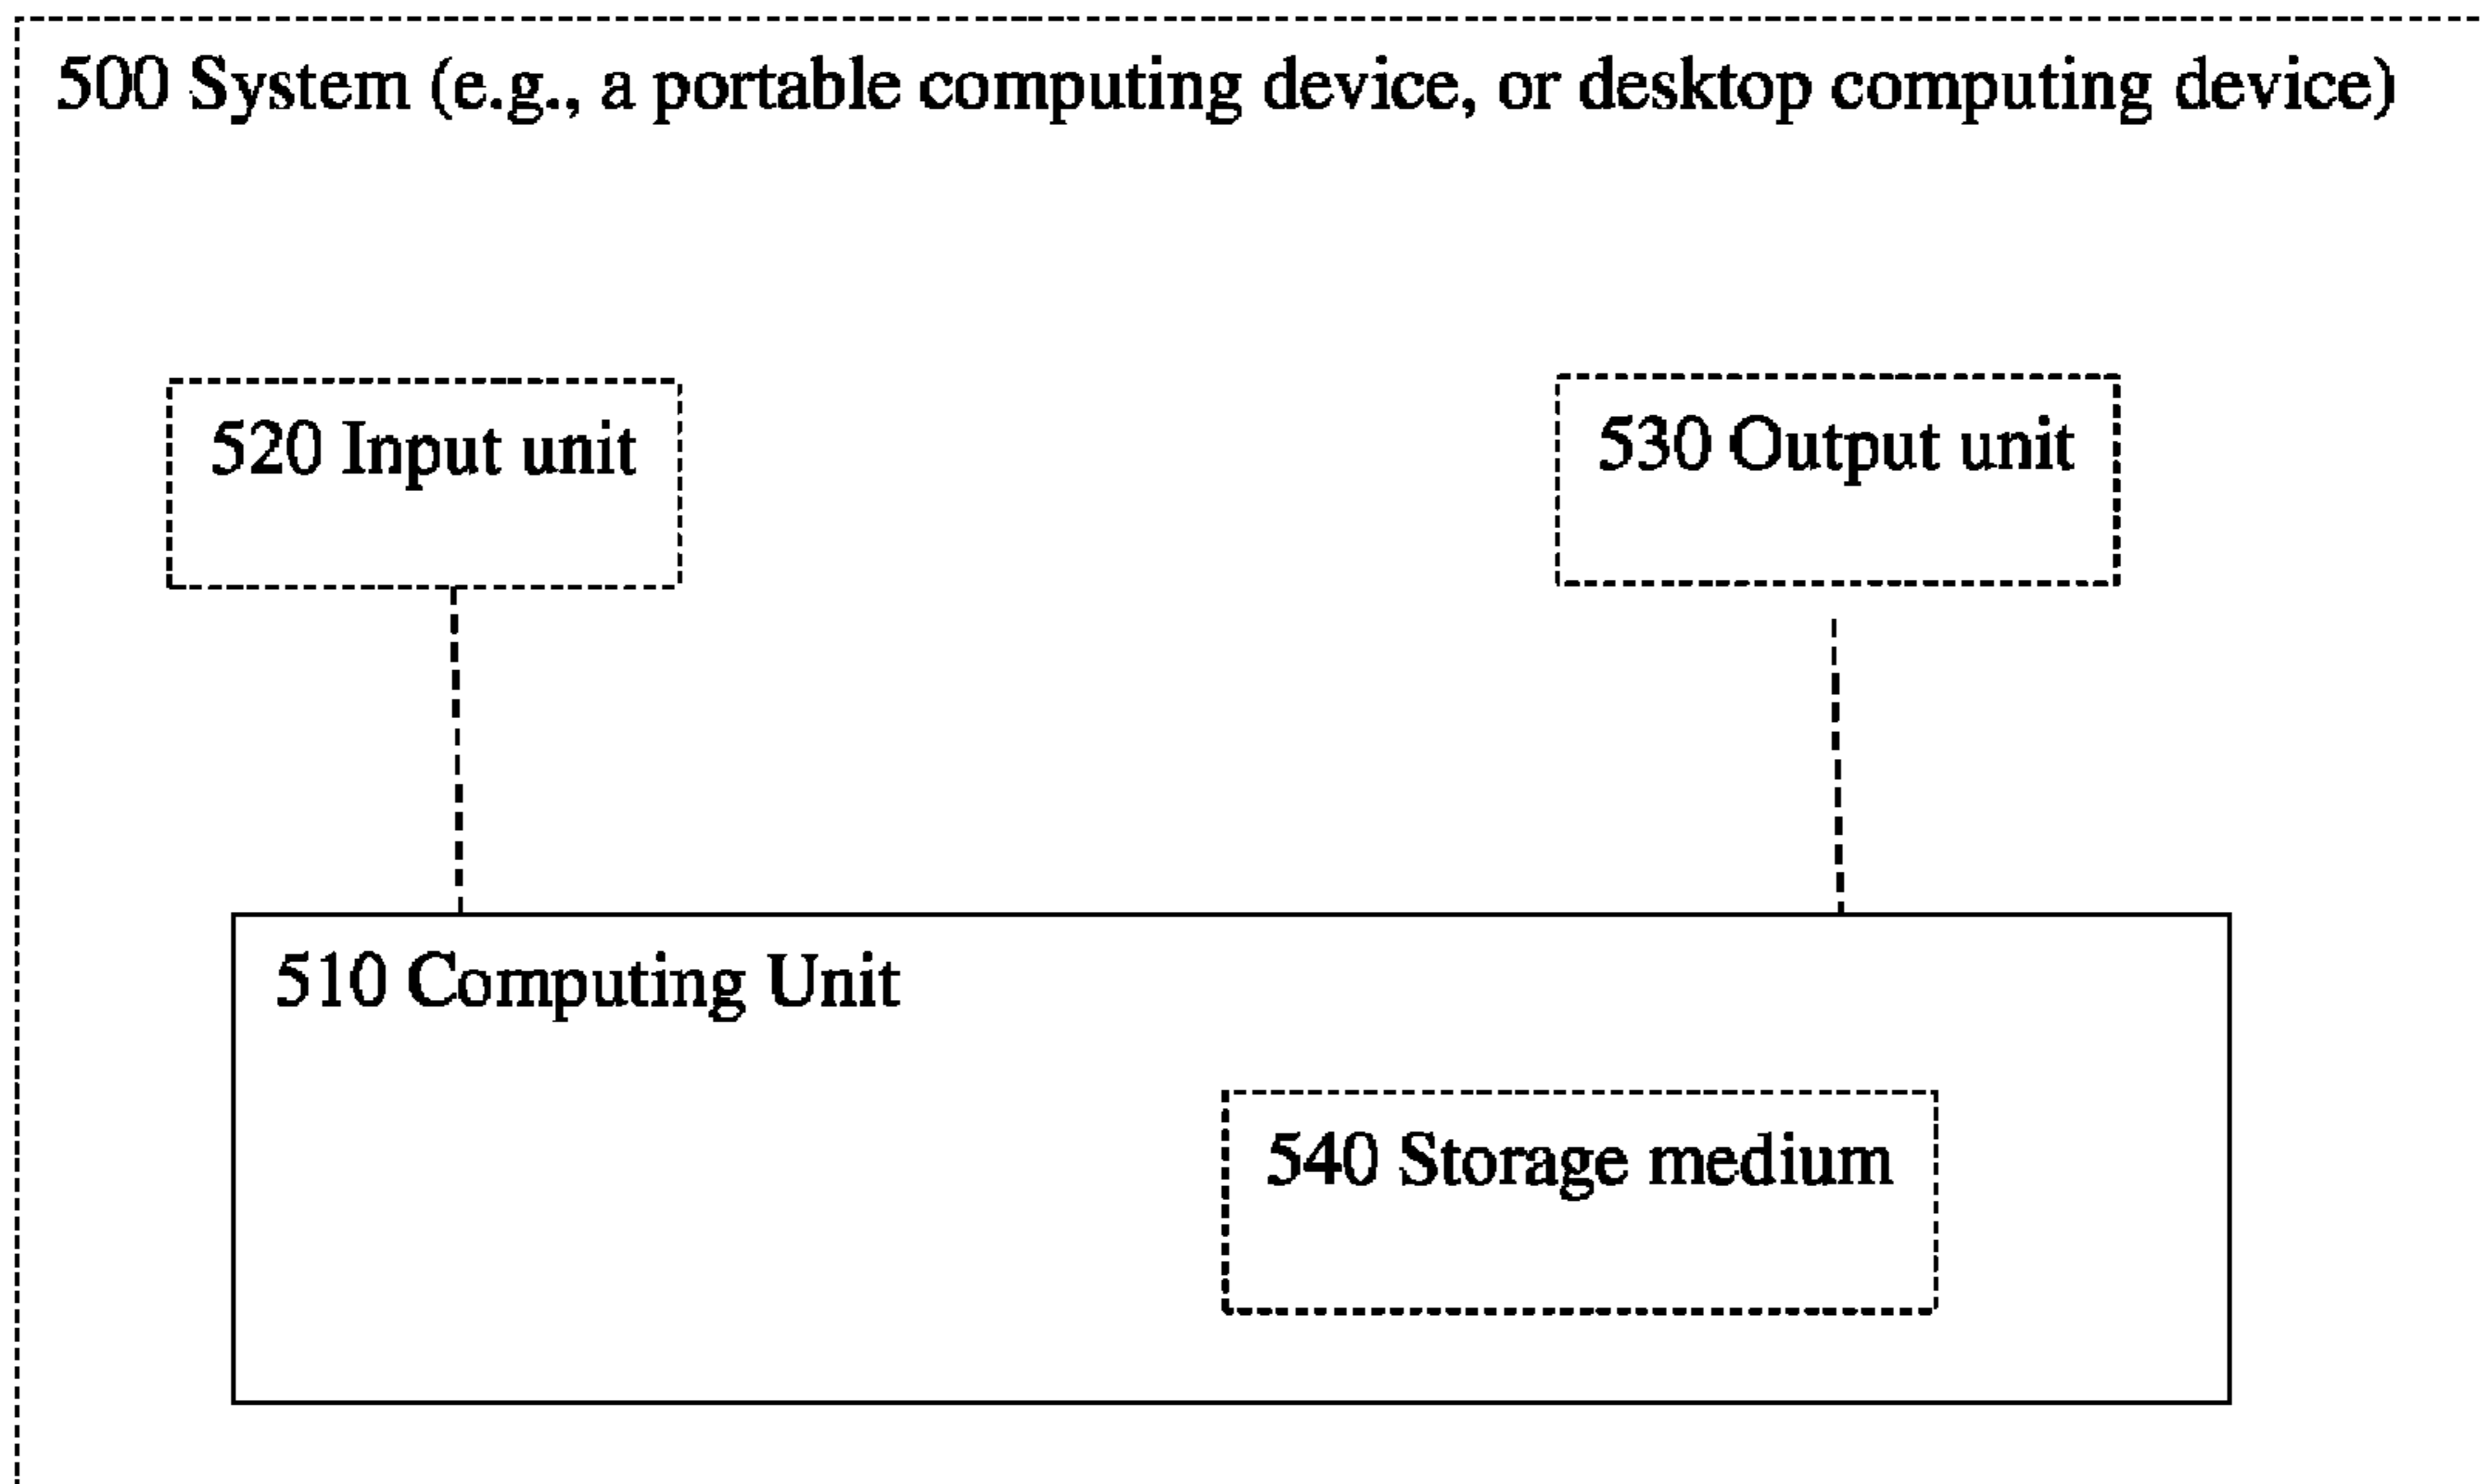 500 System (e.g., a portable computing device, or desktop computing device)
520 Input unit
530 Output unit
510 Computing Unit
540 Storage medium